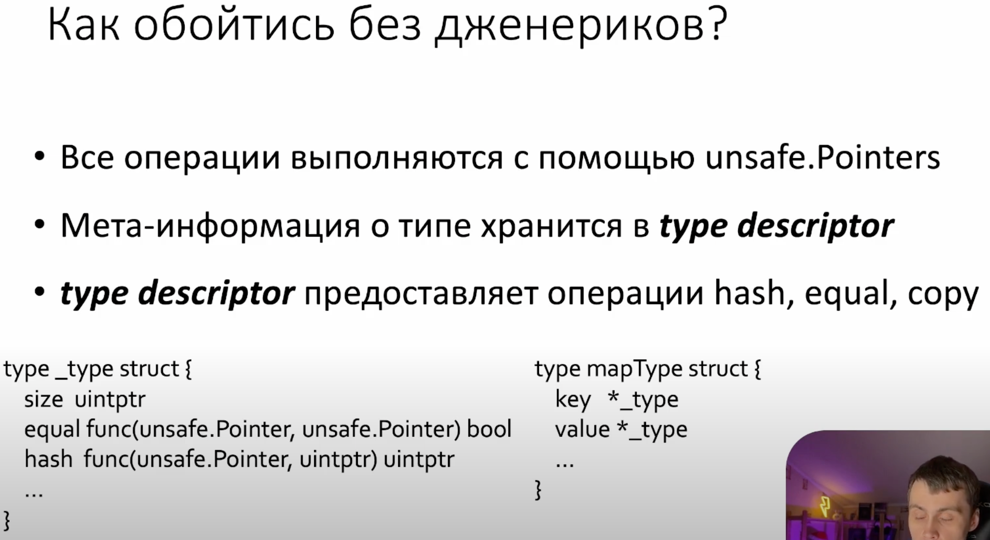 Как обойтись без дженериков?
• Все операции выполняются с помощью unsafe.Pointers
• Мета-информация о типе хранится в type descriptor
• type descriptor предоставляет операции hash, equal, copy
type _type struct {
size uintptr
equal func(unsafe.Pointer, unsafe.Pointer) bool
hash func(unsafe.Pointer, uintptr) uintptr
...
}
type mapType struct {
key *_type
value *_type
...
}